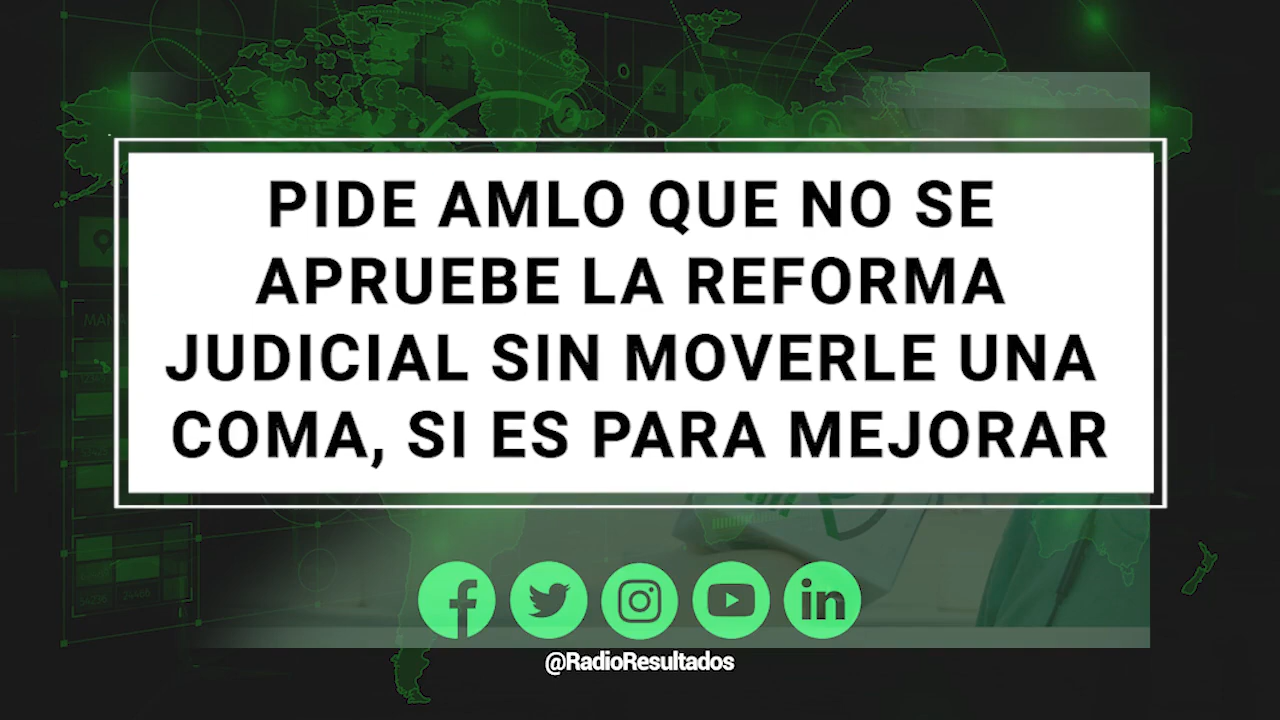 PIDE AMLO QUE NO SE
APRUEBE LA REFORMA
JUDICIAL SIN MOVERLE UNA
COMA, SI ES PARA MEJORAR
@RadioResultados